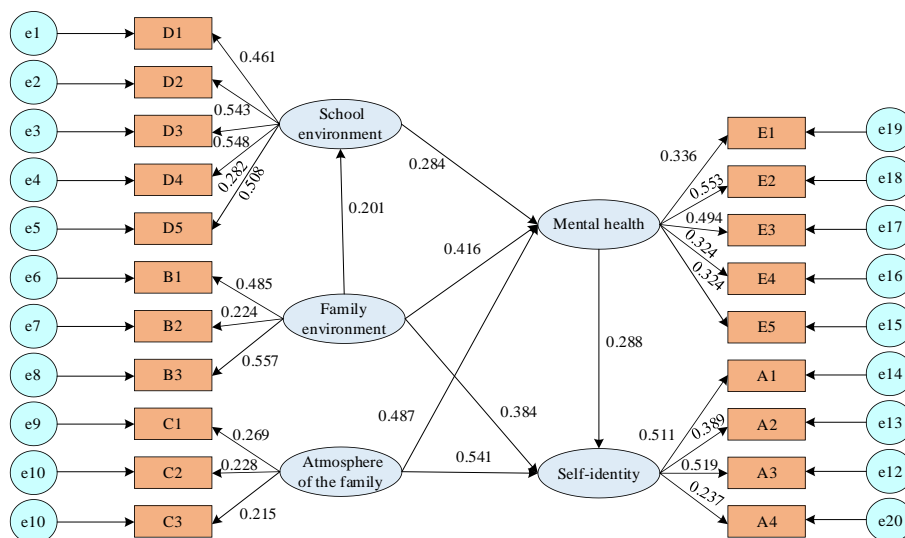 e1
D1
0.461
e2
D2
0.543
School
environment
e3
D3
0.548
e19
E1
0.336
0.284
e4
D4
0.282
0.508
e18
E2
0.553
0.201
e5
D5
Mental health
0.494
E3
e17
0.416
0.324
E4
e16
e6
B1
0.485
0.324
E5
e15
e7
B2
0.224
Family
environment
e8
B3
0.557
0.288
A1
e14
e9
C1
0.269
0.487
0.384
0.511
0.389
A2
e13
e10
C2
0.228
Atmosphere
of the family
0.541
Self-identity
0.519
A3
e12
e10
C3
0.215
0.237
A4
e20